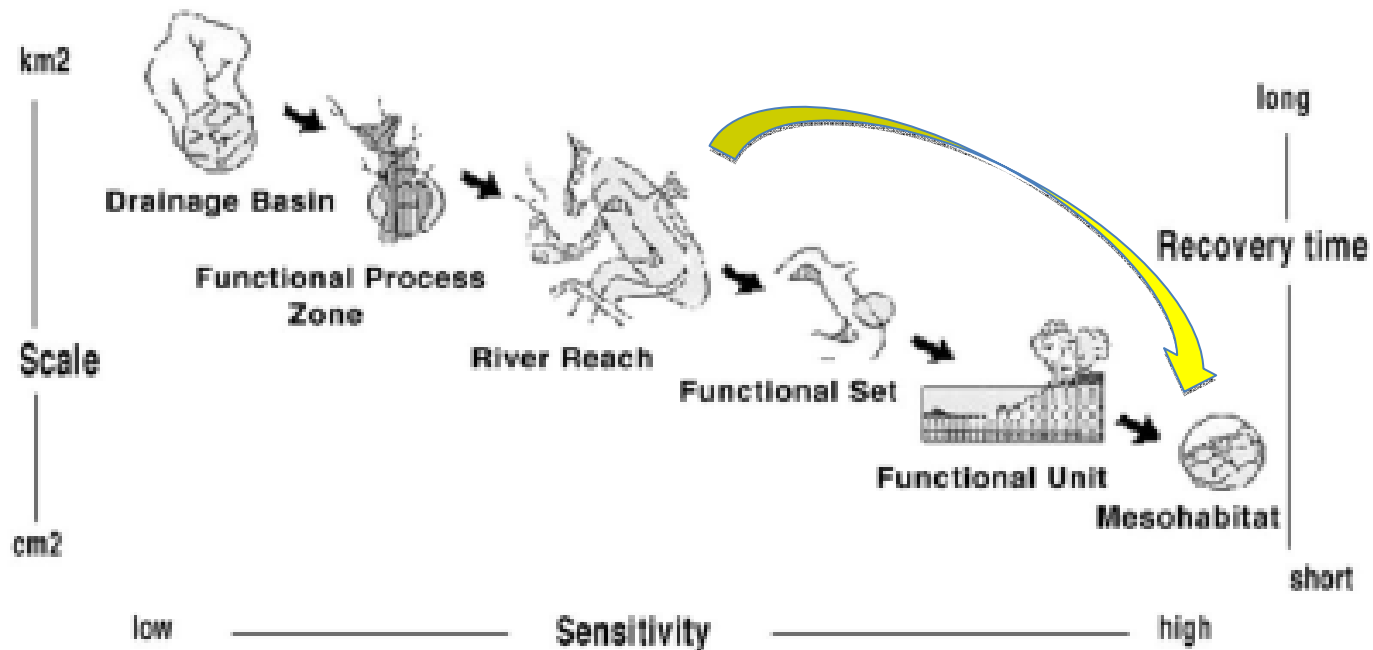 km2
long
Drainage Basin
Recovery time
Functional Process
Zone
River Reach
Scale
Functional Set
Functional Unit
Mesohabitat
cm2
short
low
Sensitivity
high